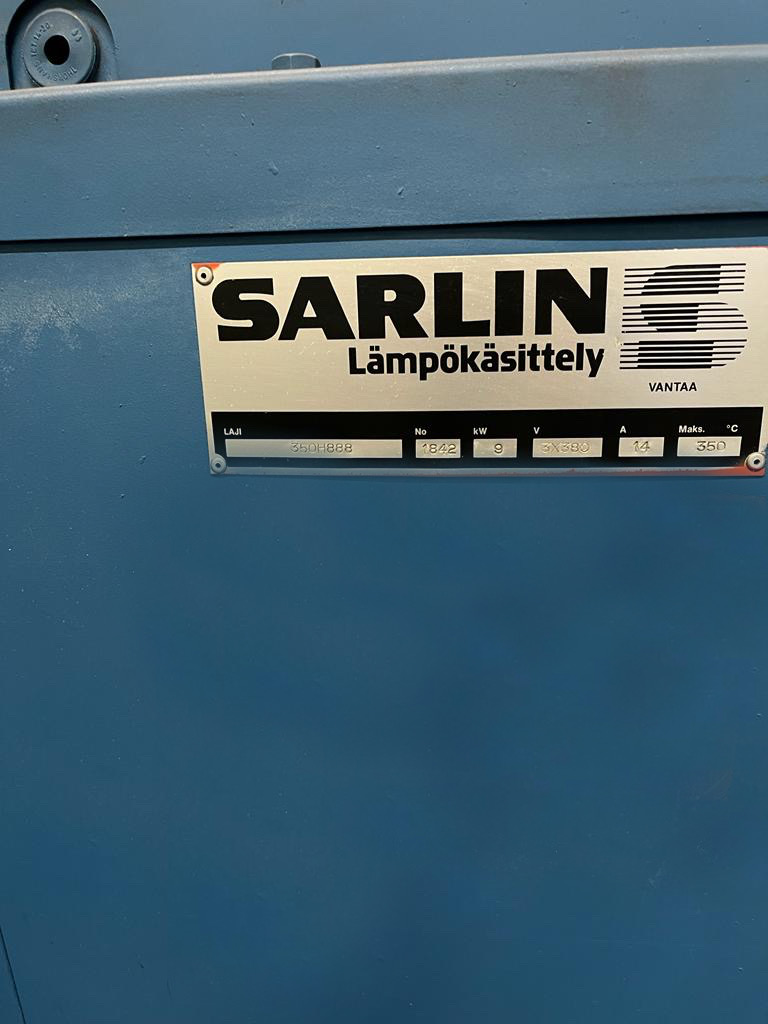 SARLIN
Lämpökäsittely
VANTAA
LAJI No kW V A Maks. °C
350H888 1842 9 3X380 14 350